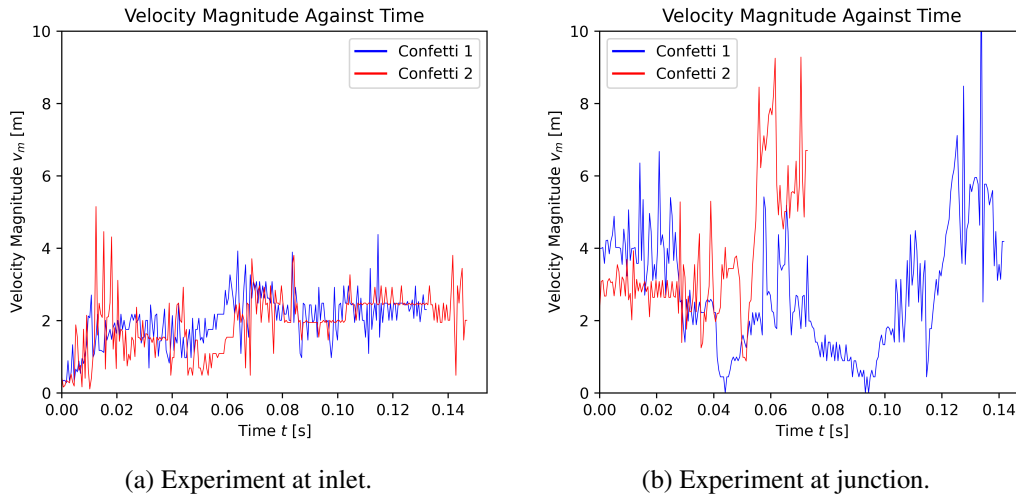 Velocity Magnitude Against Time
Velocity Magnitude v_m [m]
10
8
6
4
2
0
Confetti 1
Confetti 2
0.00 0.02 0.04 0.06 0.08 0.10 0.12 0.14
Time t [s]
(a) Experiment at inlet.
Velocity Magnitude Against Time
Velocity Magnitude v_m [m]
10
8
6
4
2
0
Confetti 1
Confetti 2
0.00 0.02 0.04 0.06 0.08 0.10 0.12 0.14
Time t [s]
(b) Experiment at junction.